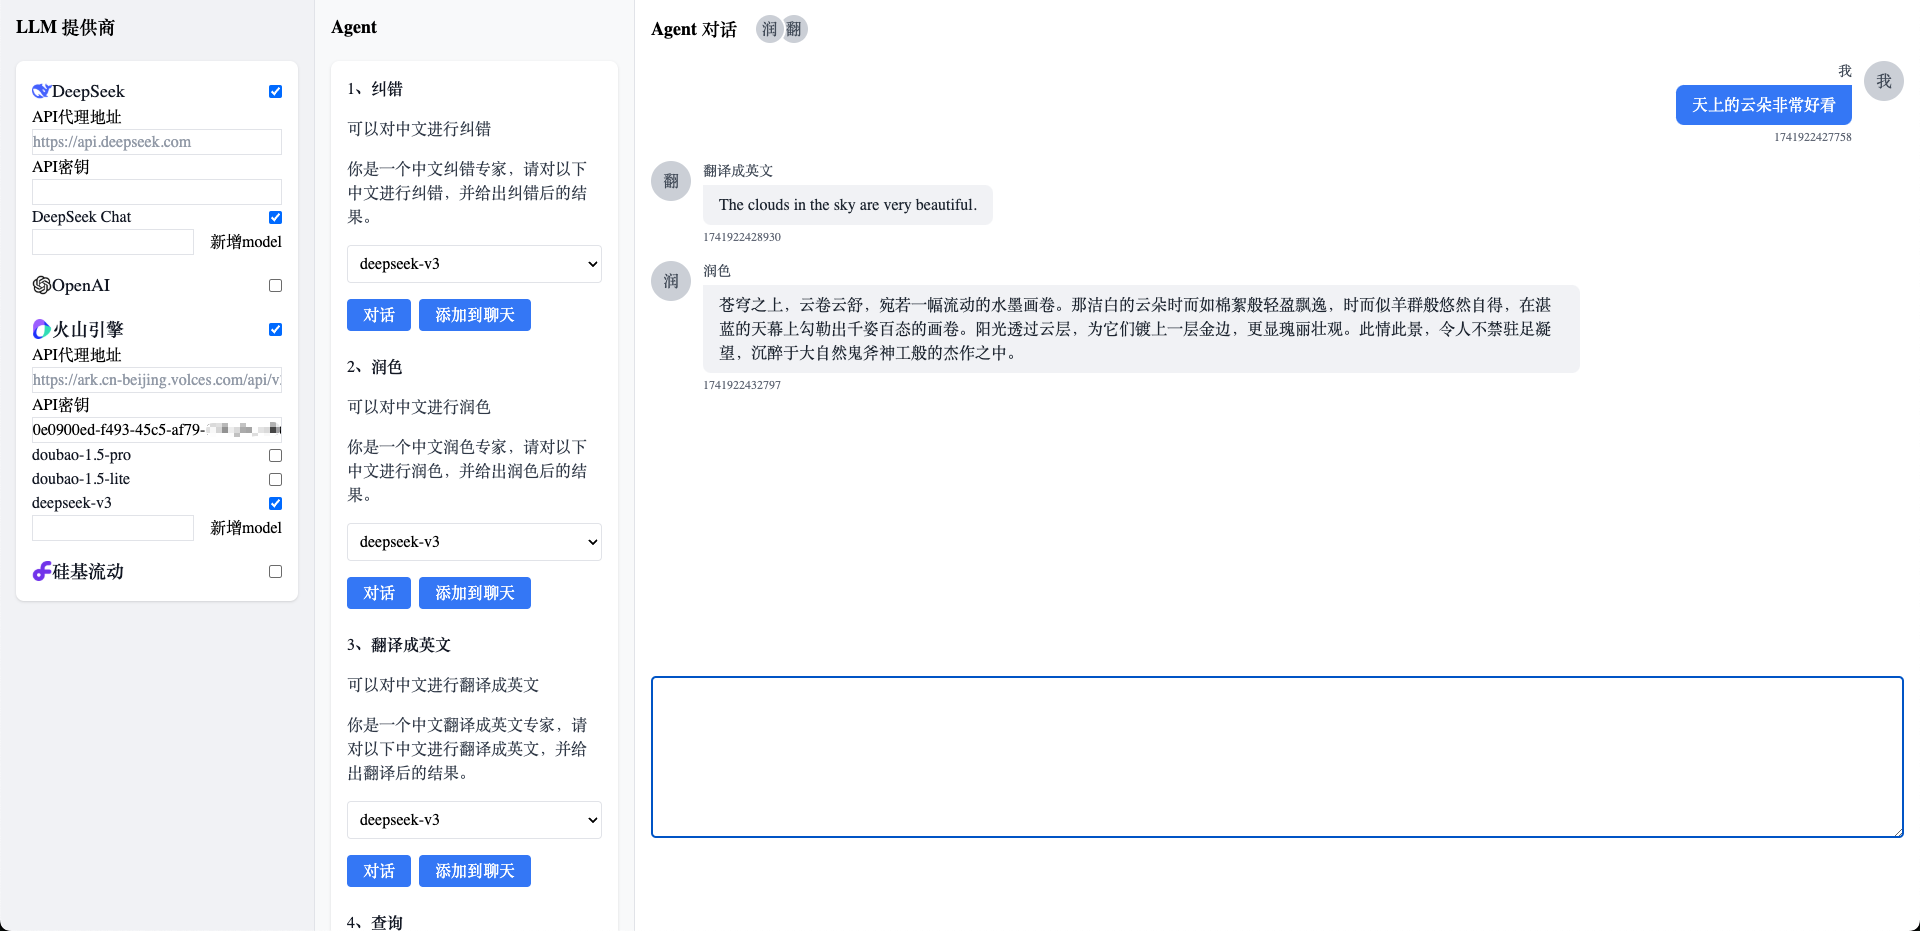 LLM 提供商
DeepSeek
API代理地址
https://api.deepseek.com
API密钥
DeepSeek Chat
新增model
OpenAI
火山引擎
API代理地址
https://ark.cn-beijing.volces.com/api/v
API密钥
0e0900ed-f493-45c5-af79-
doubao-1.5-pro
doubao-1.5-lite
deepseek-v3
新增model
硅基流动
Agent
1、纠错
可以对中文进行纠错
你是一个中文纠错专家，请对以下
中文进行纠错，并给出纠错后的结
果。
deepseek-v3
对话 添加到聊天
2、润色
可以对中文进行润色
你是一个中文润色专家，请对以下
中文进行润色，并给出润色后的结
果。
deepseek-v3
对话 添加到聊天
3、翻译成英文
可以对中文进行翻译成英文
你是一个中文翻译成英文专家，请
对以下中文进行翻译成英文，并给
出翻译后的结果。
deepseek-v3
对话 添加到聊天
4、查询
Agent 对话 润 翻
我
我
天上的云朵非常好看
1741922427758
翻
翻译成英文
The clouds in the sky are very beautiful.
1741922428930
润
润色
苍穹之上，云卷云舒，宛若一幅流动的水墨画卷。那洁白的云朵时而如棉絮般轻盈飘逸，时而似羊群般悠然自得，在湛
蓝的天幕上勾勒出千姿百态的画卷。阳光透过云层，为它们镀上一层金边，更显瑰丽壮观。此情此景，令人不禁驻足凝
望，沉醉于大自然鬼斧神工般的杰作之中。
1741922432797